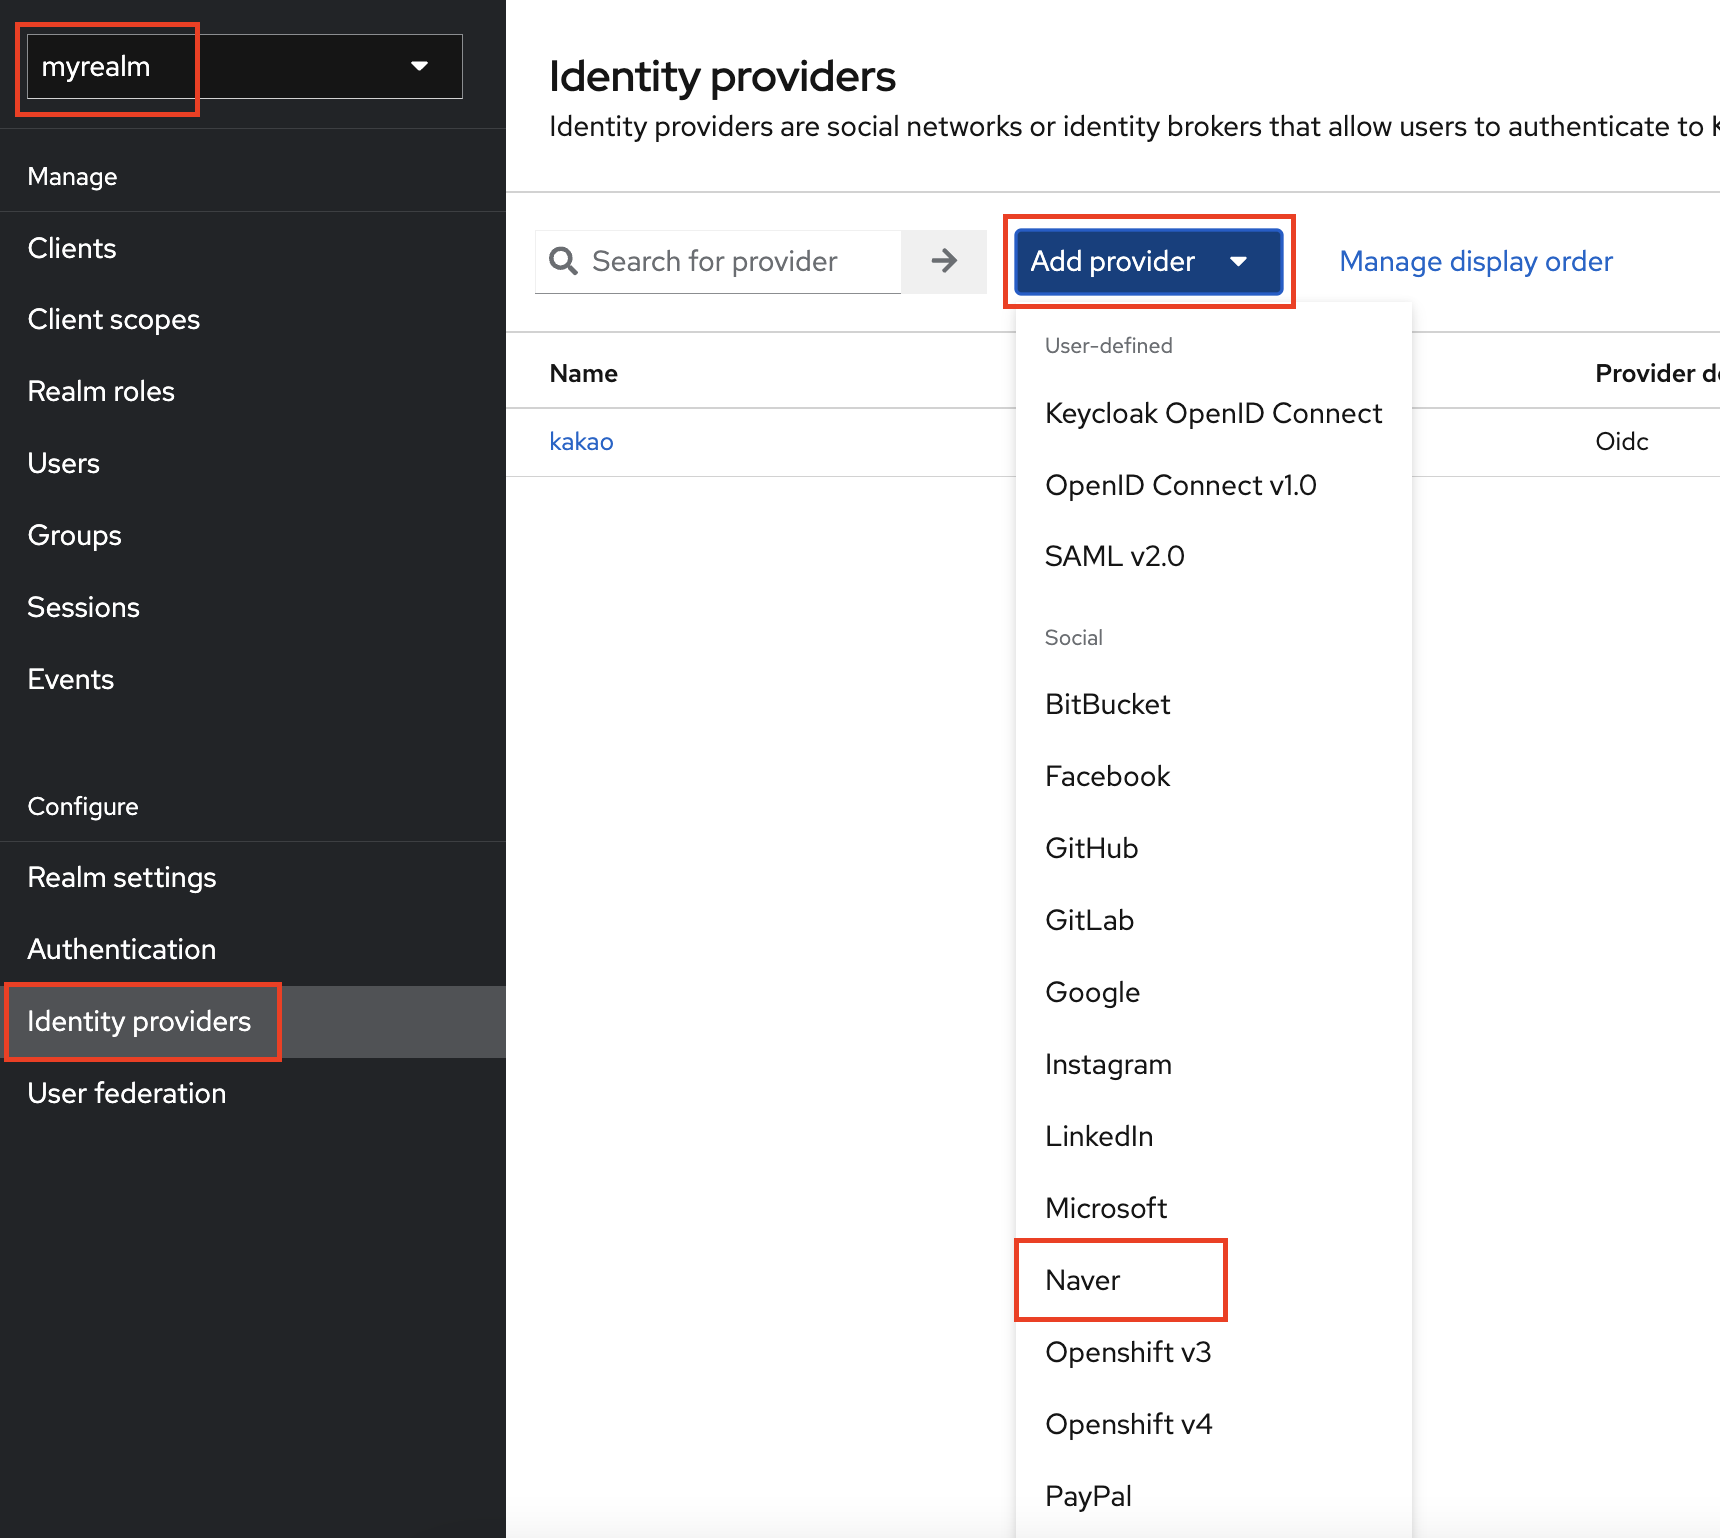 myrealm
Manage
Clients
Client scopes
Realm roles
Users
Groups
Sessions
Events
Configure
Realm settings
Authentication
Identity providers
User federation
Identity providers
Identity providers are social networks or identity brokers that allow users to authenticate to
Search for provider
Add provider
Manage display order
Name
Provider
kakao
Oidc
User-defined
Keycloak OpenID Connect
OpenID Connect v1.0
SAML v2.0
Social
BitBucket
Facebook
GitHub
GitLab
Google
Instagram
LinkedIn
Microsoft
Naver
Openshift v3
Openshift v4
PayPal